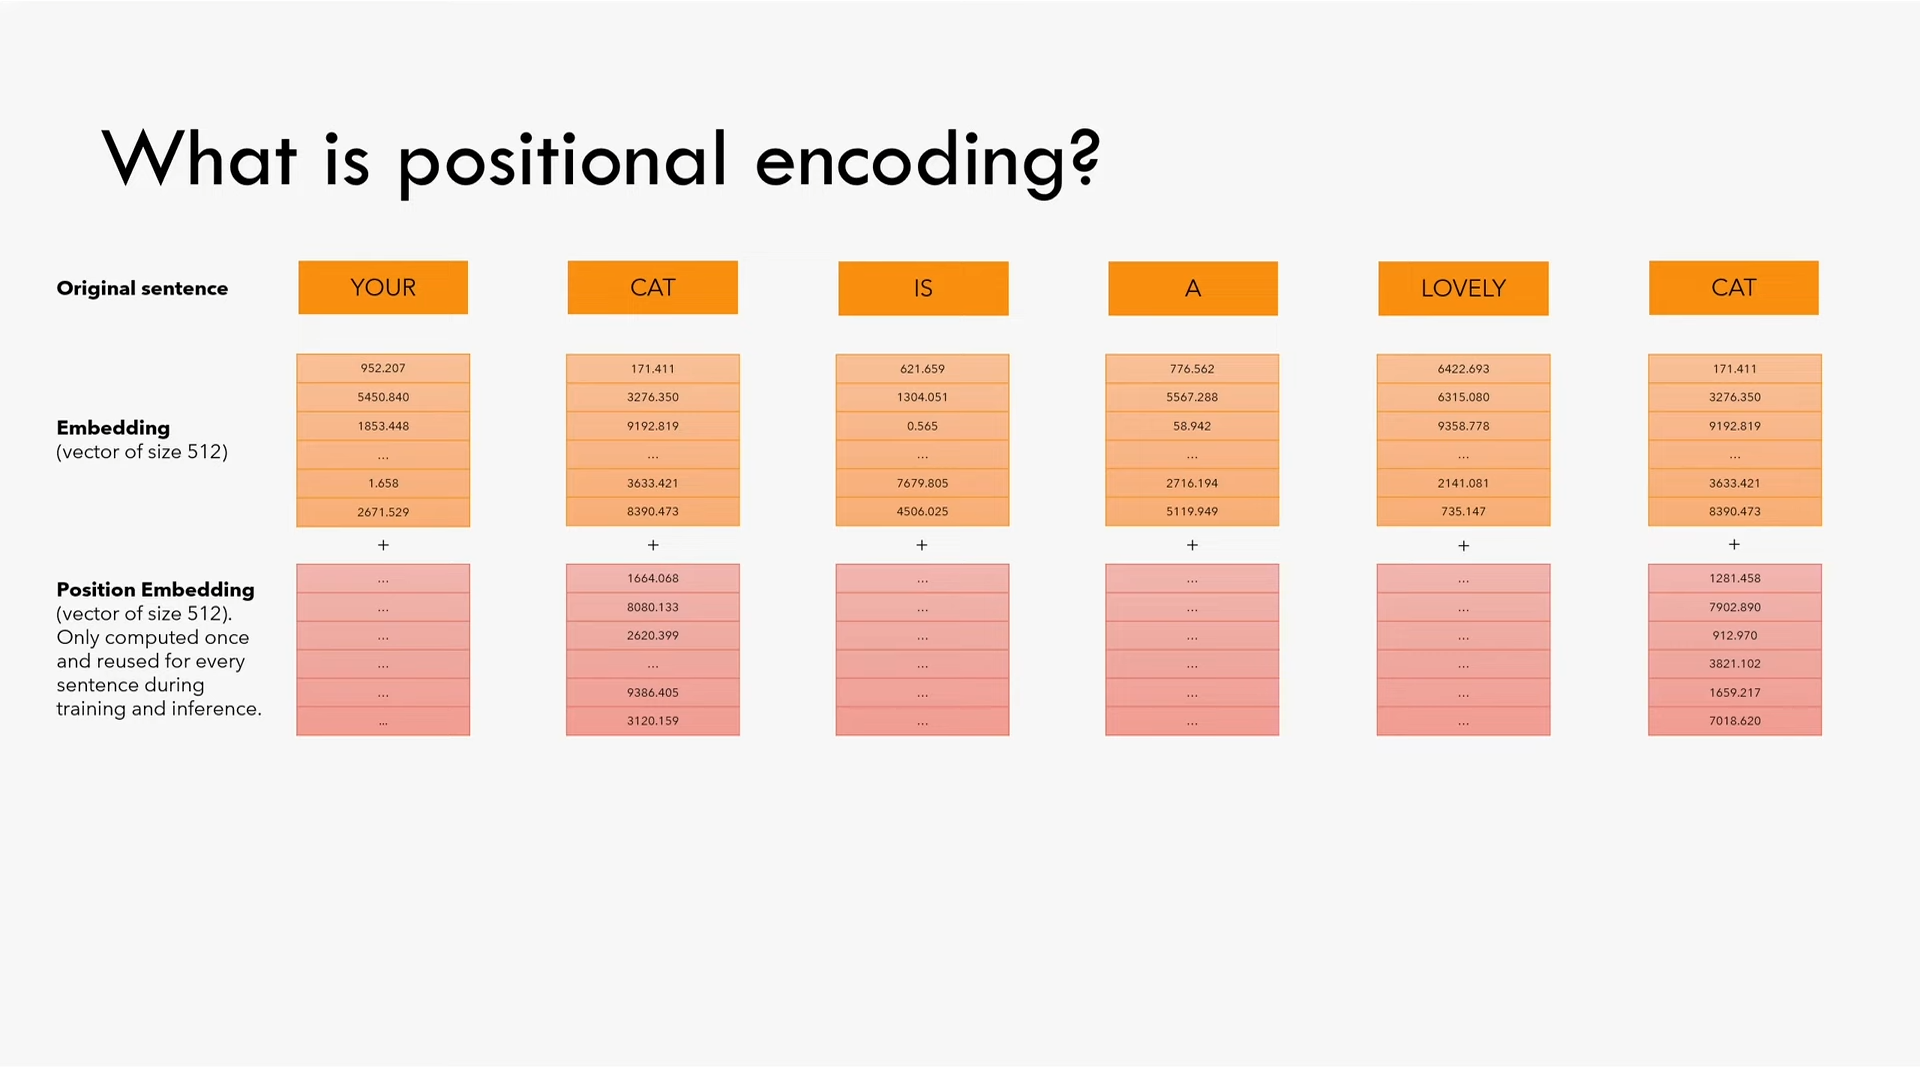 What is positional encoding?
Original sentence YOUR CAT IS A LOVELY CAT
952.207 171.411 621.659 776.562 6422.693 171.411
5450.840 3276.350 1304.051 5567.288 6315.080 3276.350
Embedding 1853.448 9192.819 0.565 58.942 9358.778 9192.819
(vector of size 512) ... ... ... ... ... ...
1.658 3633.421 7679.805 2716.194 2141.081 3633.421
2671.529 8390.473 4506.025 5119.949 735.147 8390.473
+ + + + + +
... 1664.068 ... ... ... 1281.458
Position Embedding
(vector of size 512). ... 8080.133 ... ... ... 7902.890
Only computed once ... 2620.399 ... ... ... 912.970
and reused for every ... ... ... ... ... 3821.102
sentence during ... 9386.405 ... ... ... 1659.217
training and inference. ... 3120.159 ... ... ... 7018.620